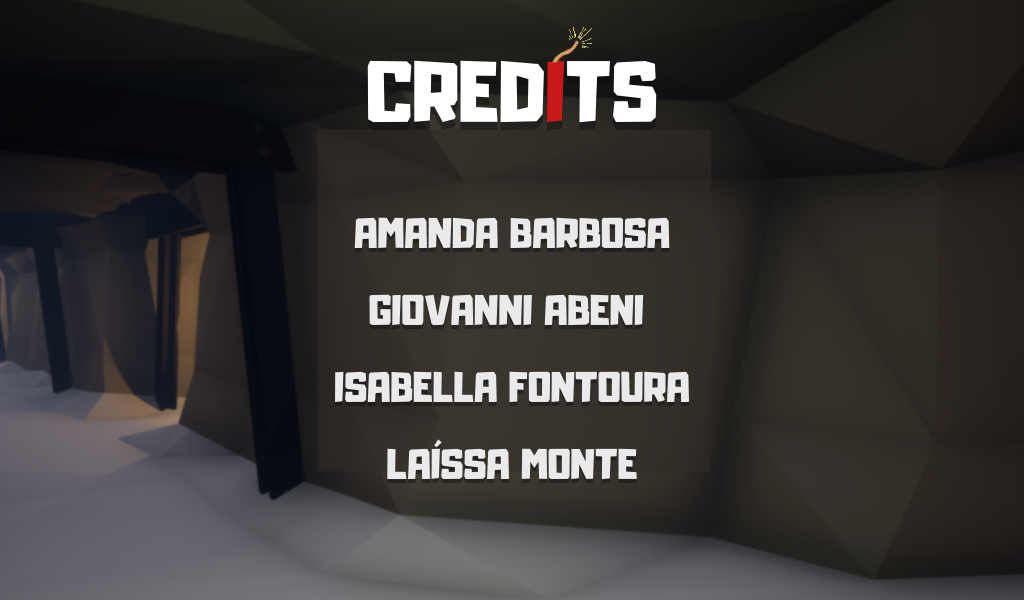 CREDITS
AMANDA BARBOSA
GIOVANNI ABENI
ISABELLA FONTOURA
LAÍSSA MONTE